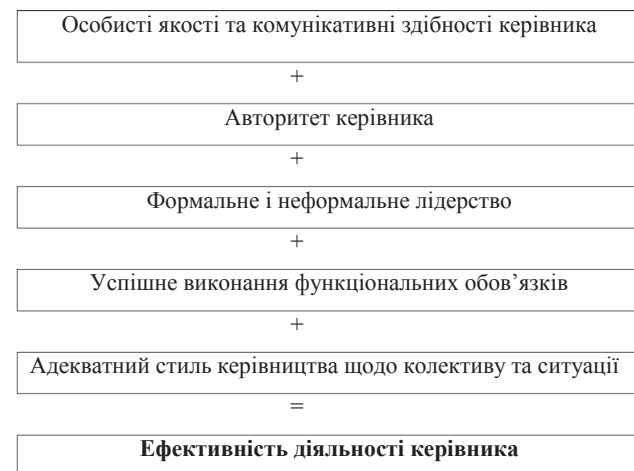 Особисті якості та комунікативні здібності керівника
+
Авторитет керівника
+
Формальне і неформальне лідерство
+
Успішне виконання функціональних обов’язків
+
Адекватний стиль керівництва щодо колективу та ситуації
=
Ефективність діяльності керівника